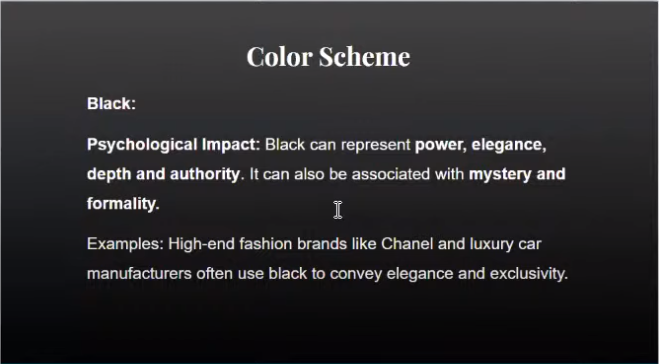 Color Scheme
Black:
Psychological Impact: Black can represent power, elegance,
depth and authority. It can also be associated with mystery and
formality.
Examples: High-end fashion brands like Chanel and luxury car
manufacturers often use black to convey elegance and exclusivity.